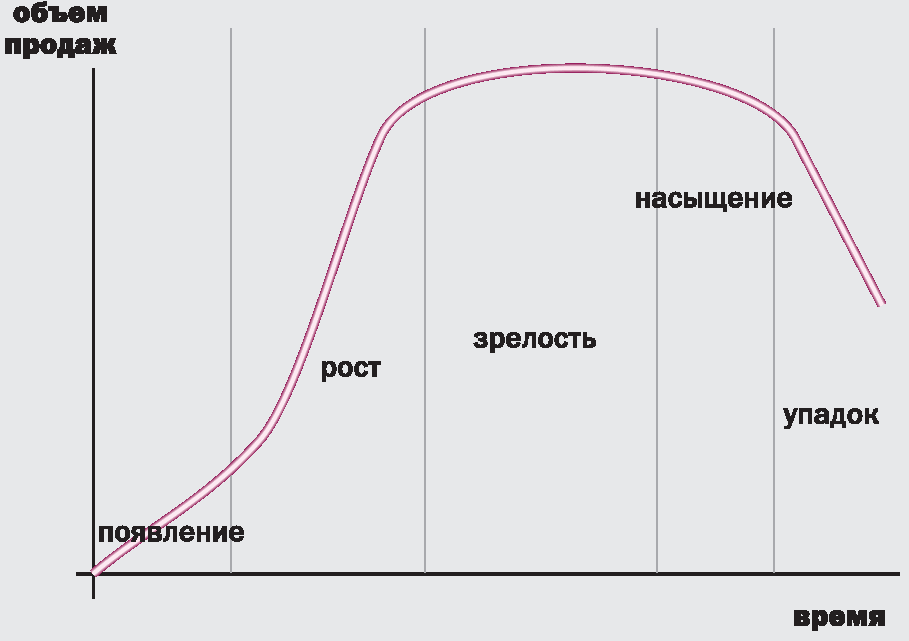 объем
продаж
насыщение
зрелость
рост
упадок
появление
время